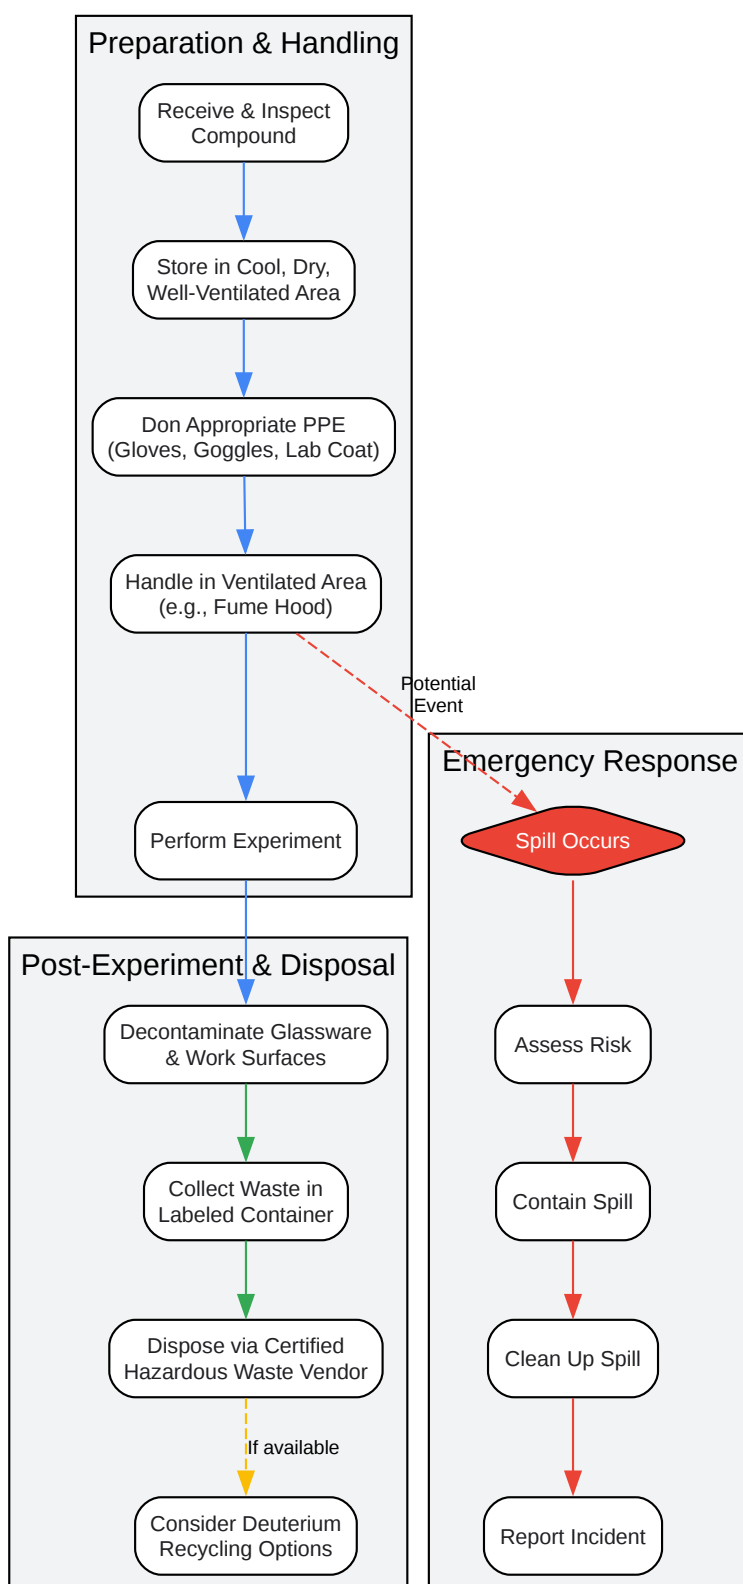 Preparation & Handling
Receive & Inspect
Compound
Store in Cool, Dry,
Well-Ventilated Area
Don Appropriate PPE
(Gloves, Goggles, Lab Coat)
Handle in Ventilated Area
(e.g., Fume Hood)
Potential
Event
Perform Experiment
Emergency Response
Spill Occurs
Assess Risk
Contain Spill
Clean Up Spill
Report Incident
Post-Experiment & Disposal
Decontaminate Glassware
& Work Surfaces
Collect Waste in
Labeled Container
Dispose via Certified
Hazardous Waste Vendor
If available
Consider Deuterium
Recycling Options